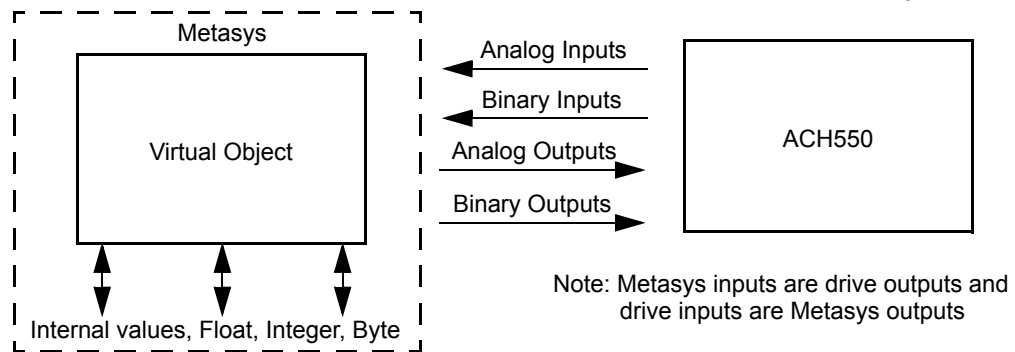 Metasys
Virtual Object
Analog Inputs
Binary Inputs
Analog Outputs
Binary Outputs
ACH550
Internal values, Float, Integer, Byte
Note: Metasys inputs are drive outputs and
drive inputs are Metasys outputs